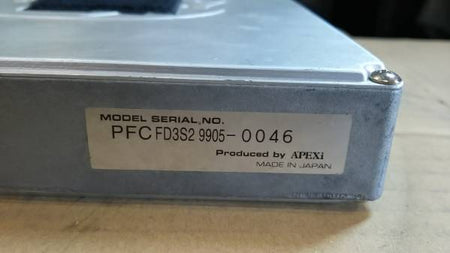 MODEL SERIAL,NO.
PFC FD3S2 9905-0046
Produced by APEXi
MADE IN JAPAN